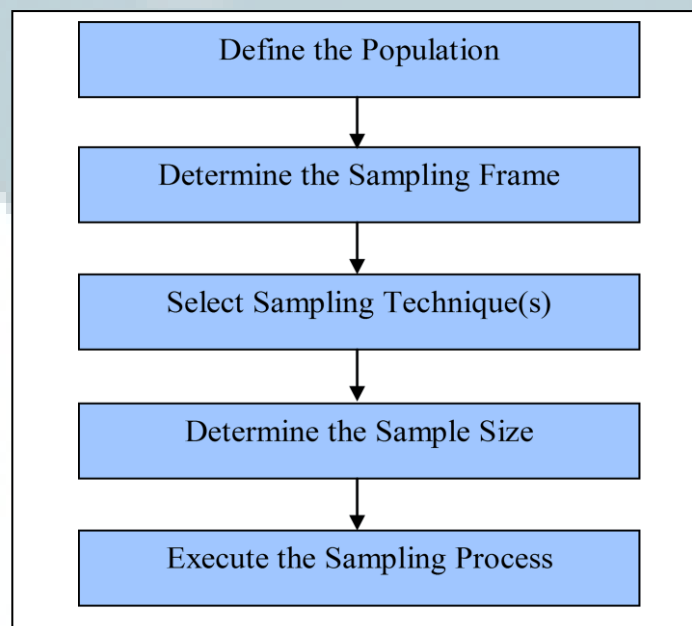 Define the Population
Determine the Sampling Frame
Select Sampling Technique(s)
Determine the Sample Size
Execute the Sampling Process